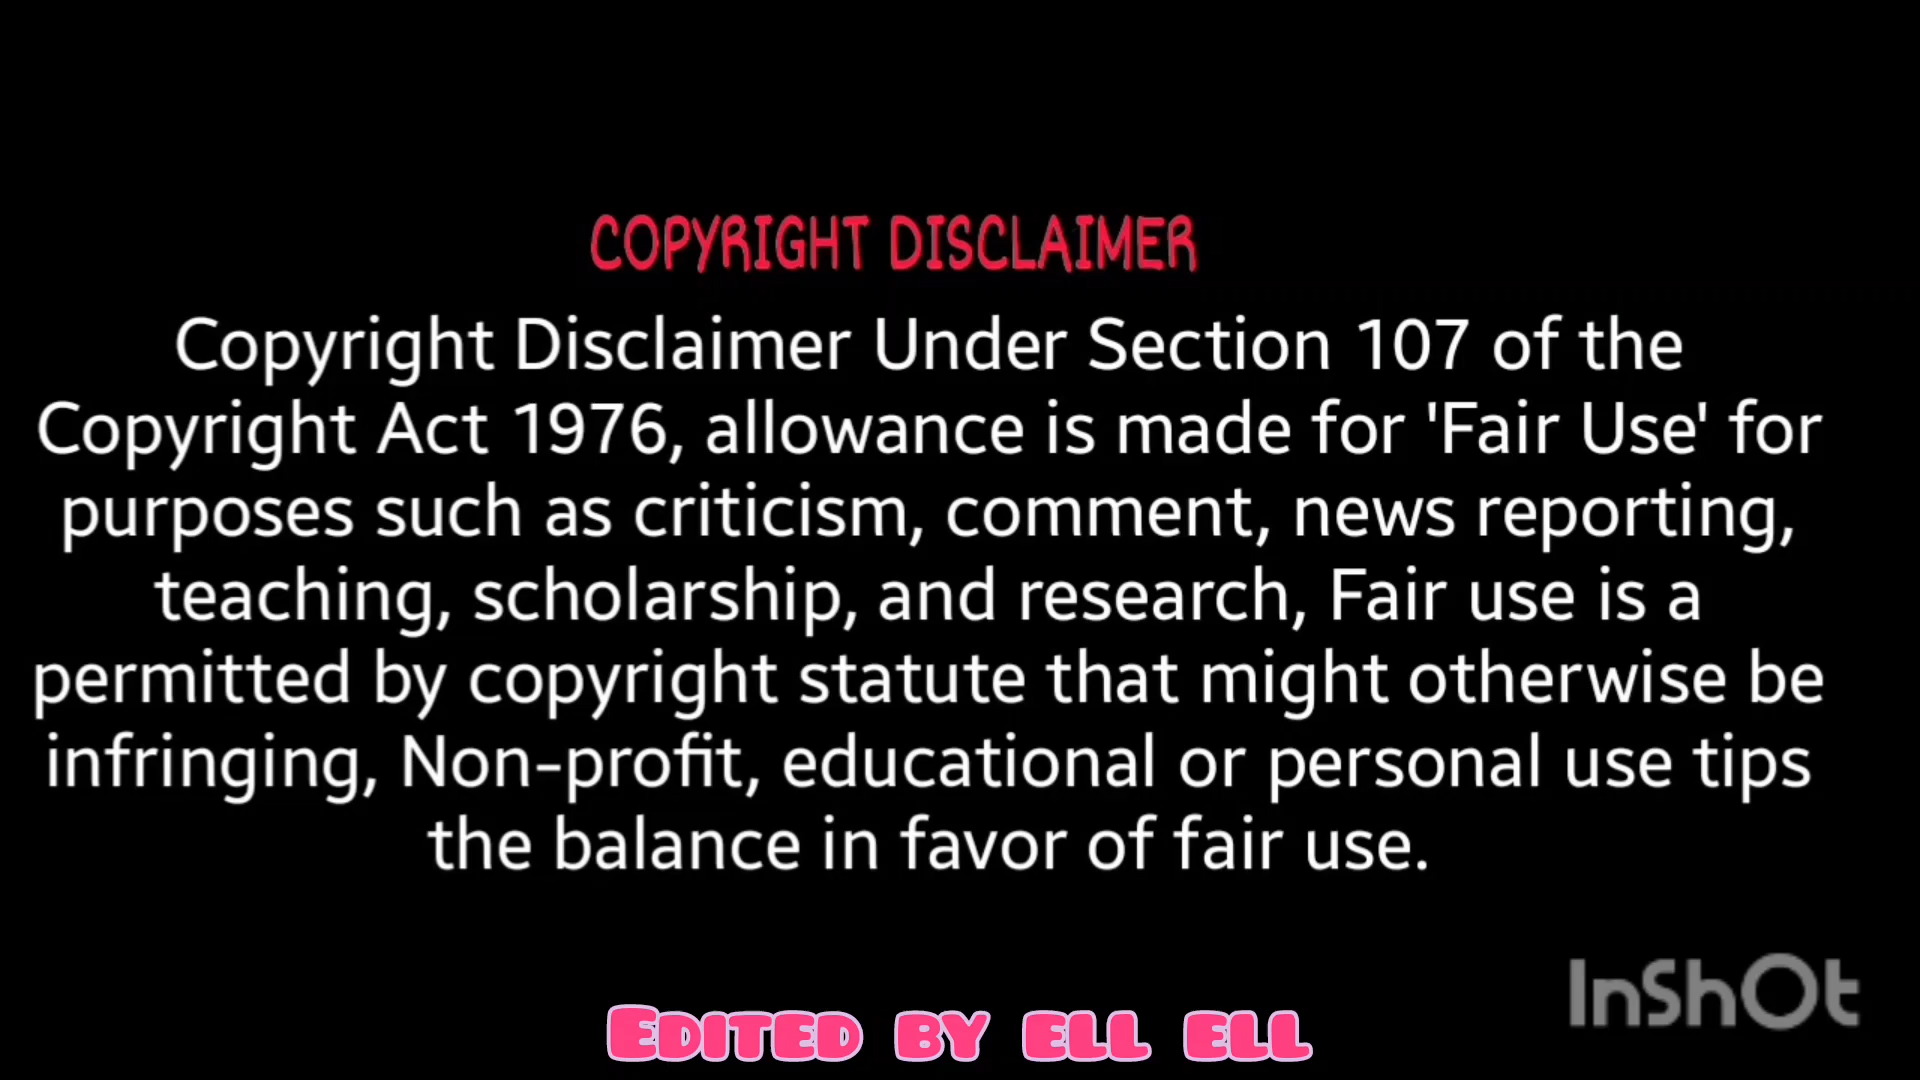 COPYRIGHT DISCLAIMER
Copyright Disclaimer Under Section 107 of the
Copyright Act 1976, allowance is made for 'Fair Use' for
purposes such as criticism, comment, news reporting,
teaching, scholarship, and research, Fair use is a
permitted by copyright statute that might otherwise be
infringing, Non-profit, educational or personal use tips
the balance in favor of fair use.
InShOt
EDITED BY ELL ELL